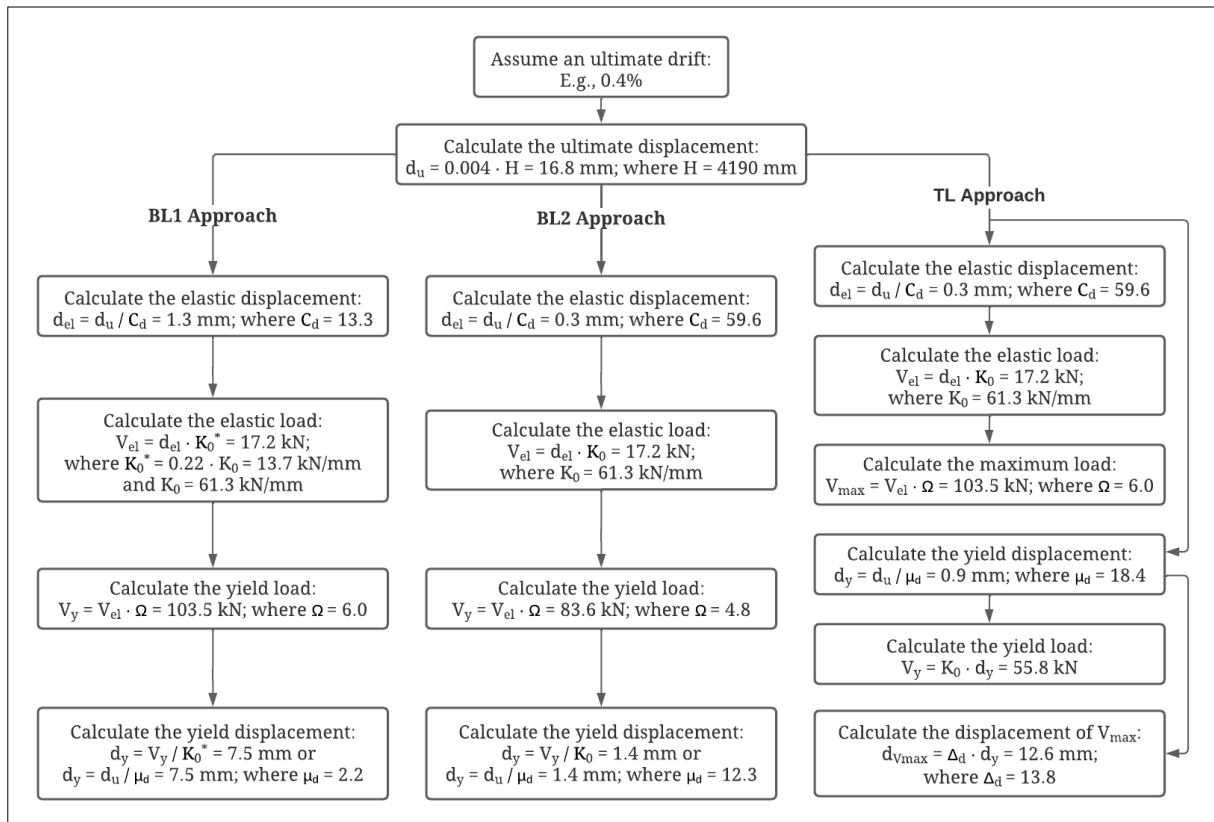 Assume an ultimate drift:
E.g., 0.4%
Calculate the ultimate displacement:
dᵤ = 0.004 · H = 16.8 mm; where H = 4190 mm
BL1 Approach
Calculate the elastic displacement:
d_el = d_u / C_d = 1.3 mm; where C_d = 13.3
Calculate the elastic load:
V_el = d_el · K_0^* = 17.2 kN;
where K_0^* = 0.22 · K_0 = 13.7 kN/mm
and K_0 = 61.3 kN/mm
Calculate the yield load:
V_y = V_el · Ω = 103.5 kN; where Ω = 6.0
Calculate the yield displacement:
d_y = V_y / K_0^* = 7.5 mm or
d_y = d_u / μ_d = 7.5 mm; where μ_d = 2.2
BL2 Approach
Calculate the elastic displacement:
d_el = d_u / C_d = 0.3 mm; where C_d = 59.6
Calculate the elastic load:
V_el = d_el · K_0 = 17.2 kN;
where K_0 = 61.3 kN/mm
Calculate the yield load:
V_y = V_el · Ω = 83.6 kN; where Ω = 4.8
Calculate the yield displacement:
d_y = V_y / K_0 = 1.4 mm or
d_y = d_u / μ_d = 1.4 mm; where μ_d = 12.3
TL Approach
Calculate the elastic displacement:
d_el = d_u / C_d = 0.3 mm; where C_d = 59.6
Calculate the elastic load:
V_el = d_el · K_0 = 17.2 kN;
where K_0 = 61.3 kN/mm
Calculate the maximum load:
V_max = V_el · Ω = 103.5 kN; where Ω = 6.0
Calculate the yield displacement:
d_y = d_u / μ_d = 0.9 mm; where μ_d = 18.4
Calculate the yield load:
V_y = K_0 · d_y = 55.8 kN
Calculate the displacement of V_max:
d_Vmax = Δ_d · d_y = 12.6 mm;
where Δ_d = 13.8